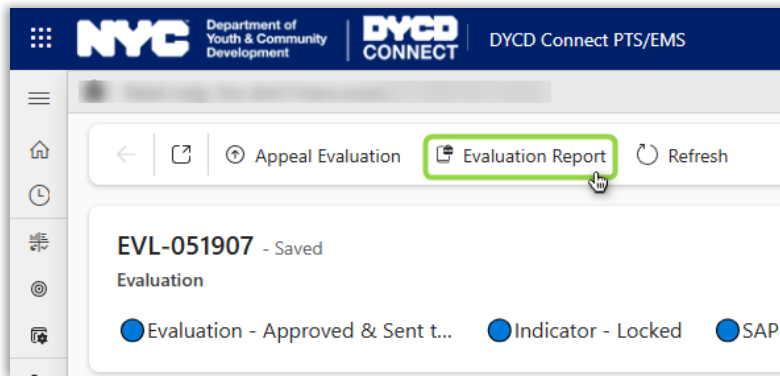 NYC Department of
Youth & Community
Development
DYCD
CONNECT
DYCD Connect PTS/EMS
Appeal Evaluation
Evaluation Report
Refresh
EVL-051907 - Saved
Evaluation
Evaluation - Approved & Sent t...
Indicator - Locked
SAP